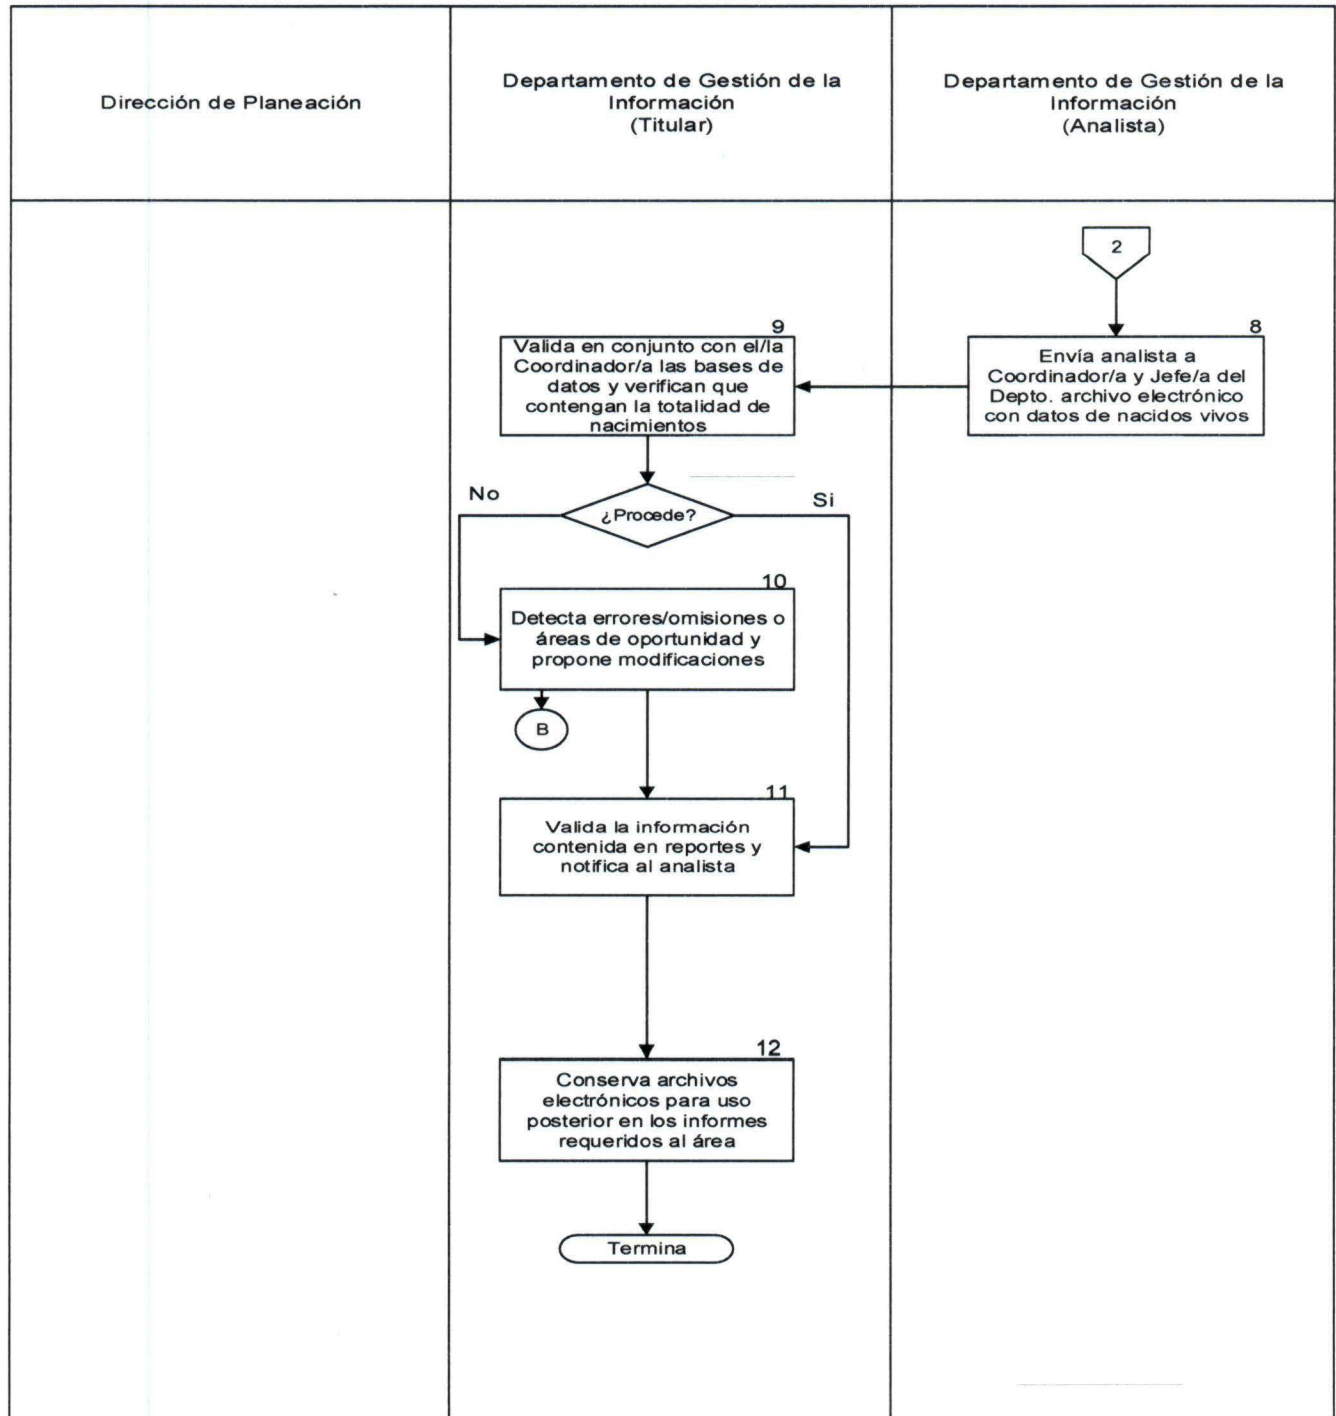 Dirección de Planeación
Departamento de Gestión de la
Información
(Titular)
Departamento de Gestión de la
Información
(Analista)
2
8
Envía analista a
Coordinador/a y Jefe/a del
Depto. archivo electrónico
con datos de nacidos vivos
9
Valida en conjunto con el/la
Coordinador/a las bases de
datos y verifican que
contengan la totalidad de
nacimientos
¿Procede?
No
Si
10
Detecta errores/omisiones o
áreas de oportunidad y
propone modificaciones
B
11
Valida la información
contenida en reportes y
notifica al analista
12
Conserva archivos
electrónicos para uso
posterior en los informes
requeridos al área
Termina